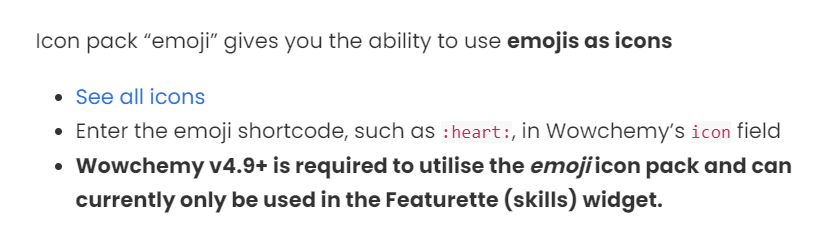 Icon pack “emoji” gives you the ability to use emojis as icons
• See all icons
• Enter the emoji shortcode, such as :heart:, in Wowchemy’s icon field
• Wowchemy v4.9+ is required to utilise the emoji icon pack and can
currently only be used in the Featurette (skills) widget.